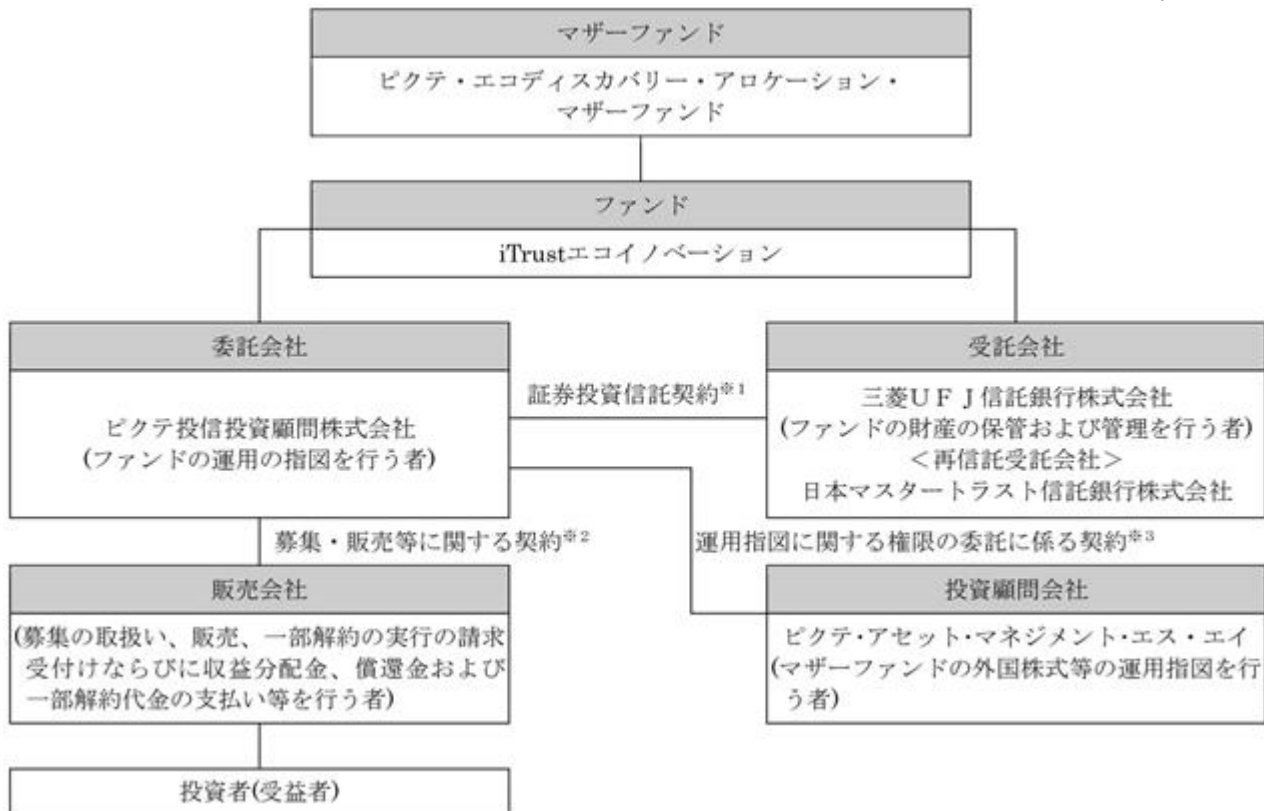 マザーファンド
ピクテ・エコディスカバリー・アロケーション・
マザーファンド
ファンド
iTrustエコイノベーション
委託会社
ピクテ投信投資顧問株式会社
(ファンドの運用の指図を行う者)
証券投資信託契約※1
受託会社
三菱UFJ信託銀行株式会社
(ファンドの財産の保管および管理を行う者)
<再信託受託会社>
日本マスタートラスト信託銀行株式会社
募集・販売等に関する契約※2
運用指図に関する権限の委託に係る契約※3
販売会社
(募集の取扱い、販売、一部解約の実行の請求
受付けならびに収益分配金、償還金および
一部解約代金の支払い等を行う者)
投資顧問会社
ピクテ・アセット・マネジメント・エス・エイ
(マザーファンドの外国株式等の運用指図を行
う者)
投資者(受益者)